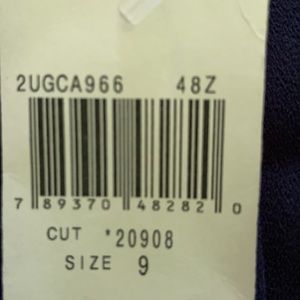 2UGCA966 48Z
7 89370 48282 0
CUT *20908
SIZE 9